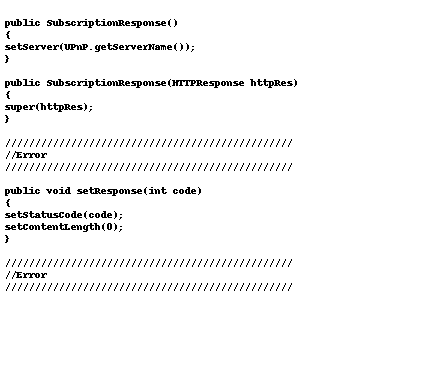 public SubscriptionResponse()
{
setServer(UPnP.getServerName());
}
public SubscriptionResponse(HTTPResponse httpRes)
{
super(httpRes);
}
////////////////////////////////////////////////
//Error
////////////////////////////////////////////////
public void setResponse(int code)
{
setStatusCode(code);
setContentLength(0);
}
////////////////////////////////////////////////
//Error
////////////////////////////////////////////////